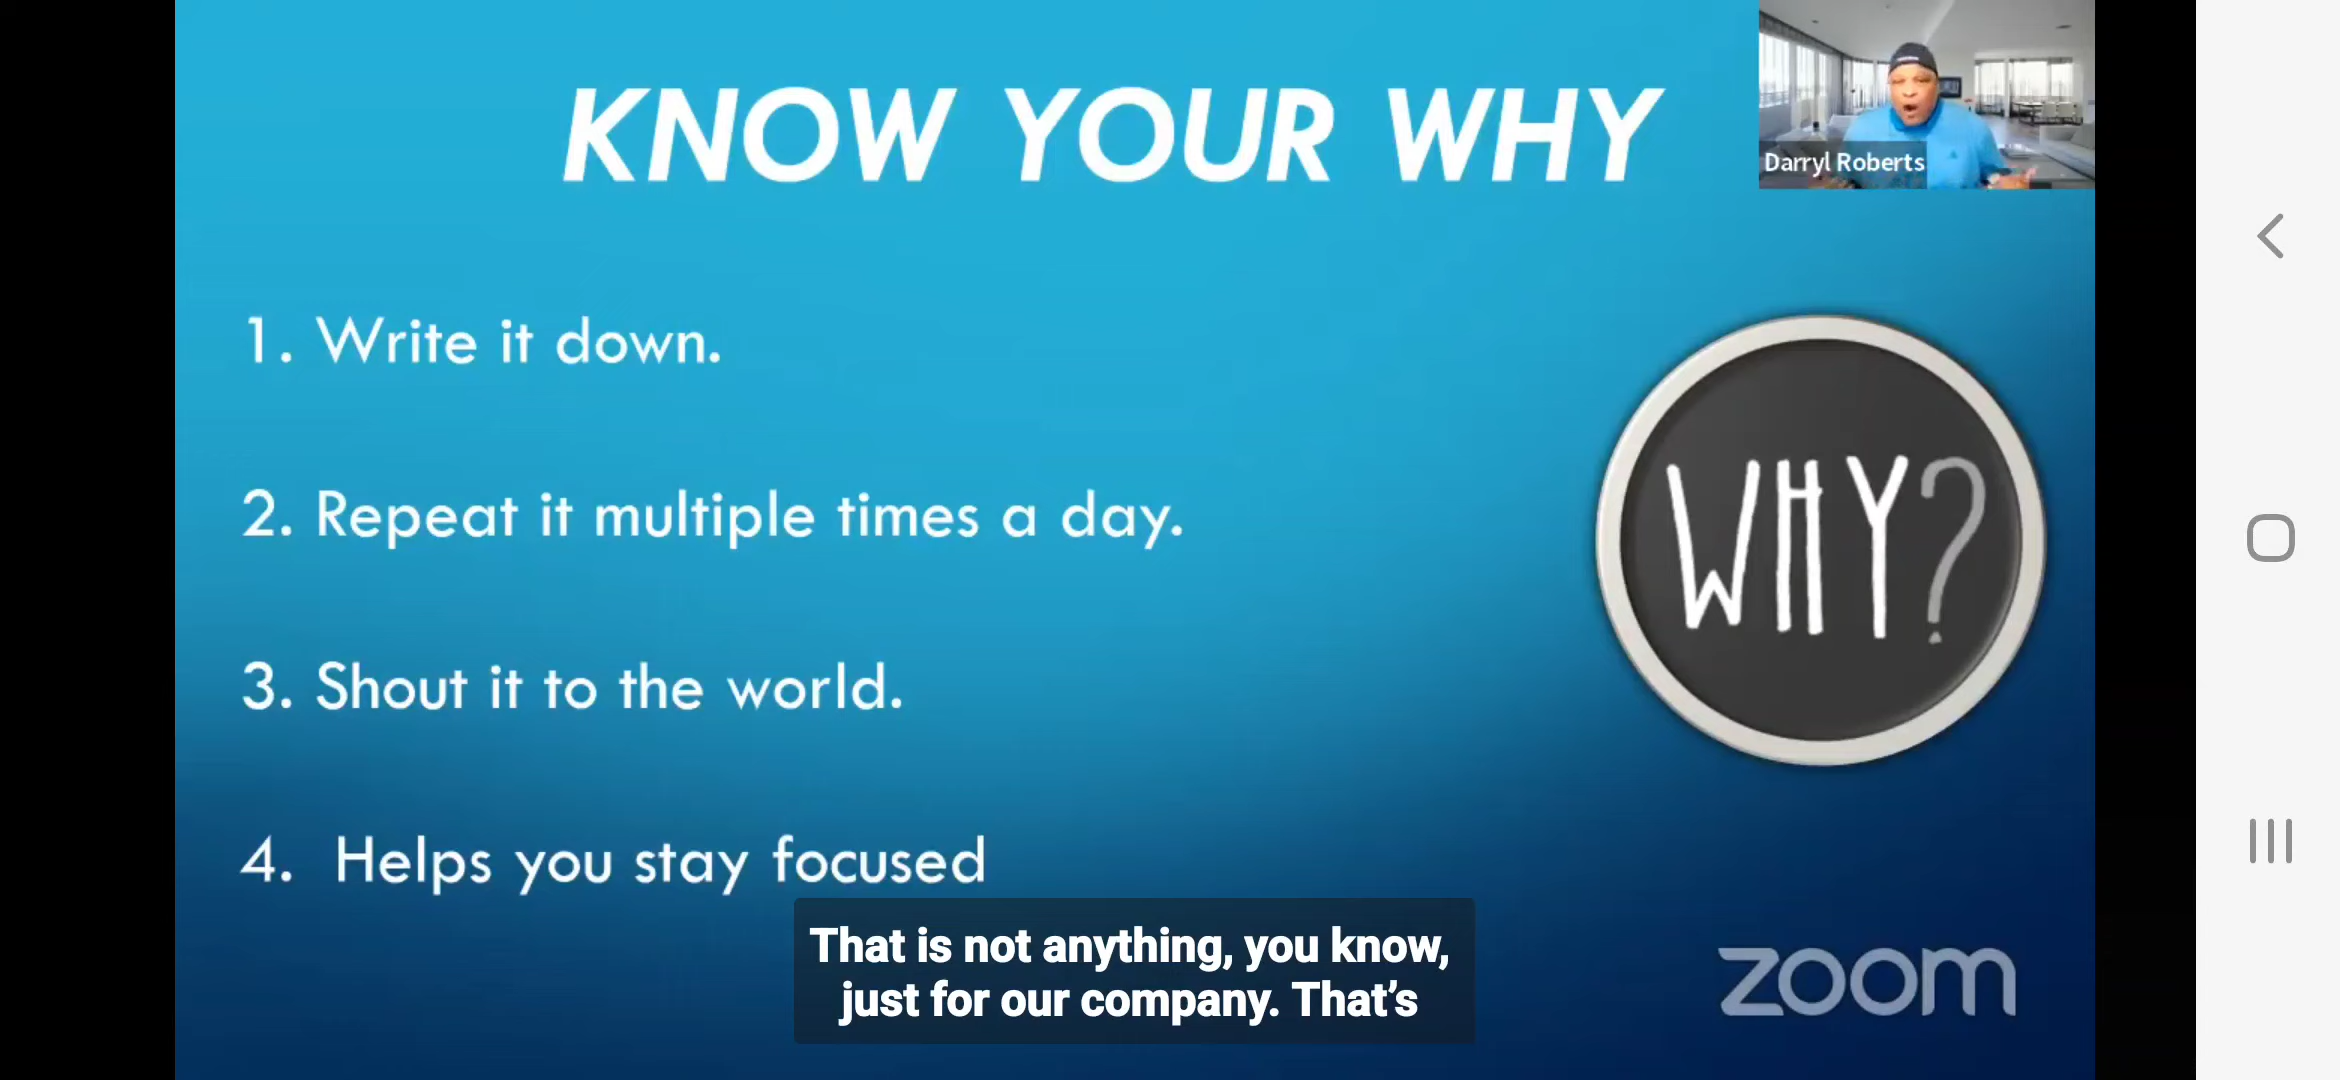 KNOW YOUR WHY
Darryl Roberts
1. Write it down.
2. Repeat it multiple times a day.
3. Shout it to the world.
4. Helps you stay focused
WHY?
That is not anything, you know,
just for our company. That's
zoom